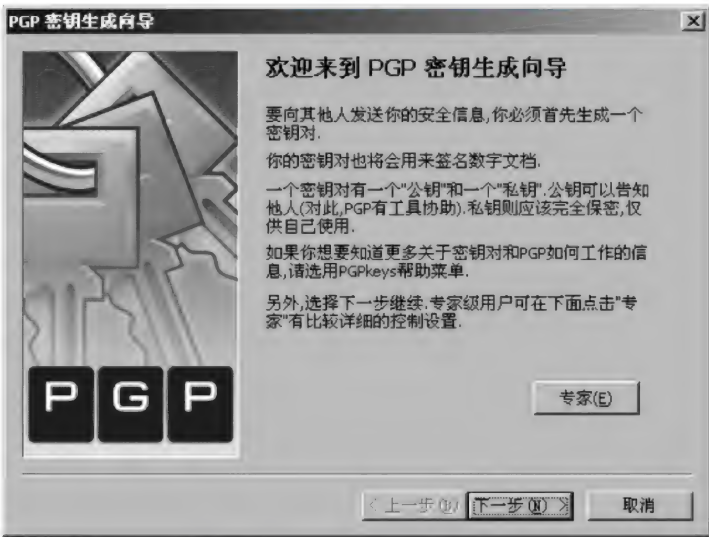 PGP 密钥生成向导
欢迎来到 PGP 密钥生成向导
要向其他人发送你的安全信息,你必须首先生成一个
密钥对.
你的密钥对也将会用来签名数字文档.
一个密钥对有一个"公钥"和一个"私钥".公钥可以告知
他人(对此,PGP有工具协助).私钥则应该完全保密,仅
供自己使用.
如果你想要知道更多关于密钥对和PGP如何工作的信
息,请选用PGPkeys帮助菜单.
另外,选择下一步继续.专家级用户可在下面点击"专
家"有比较详细的控制设置.
专家(E)
PGP
< 上一步(B) 下一步(N) > 取消